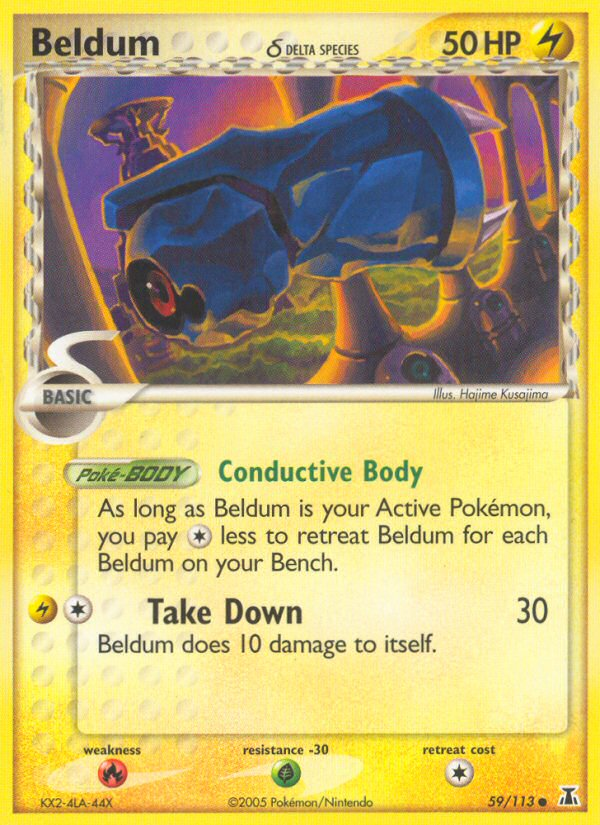 Beldum δ DELTA SPECIES 50 HP
BASIC
Illus. Hajime Kusajima
Poké-BODY Conductive Body
As long as Beldum is your Active Pokémon,
you pay less to retreat Beldum for each
Beldum on your Bench.
Take Down 30
Beldum does 10 damage to itself.
weakness resistance -30 retreat cost
KX2-4LA-44X ©2005 Pokémon/Nintendo 59/113